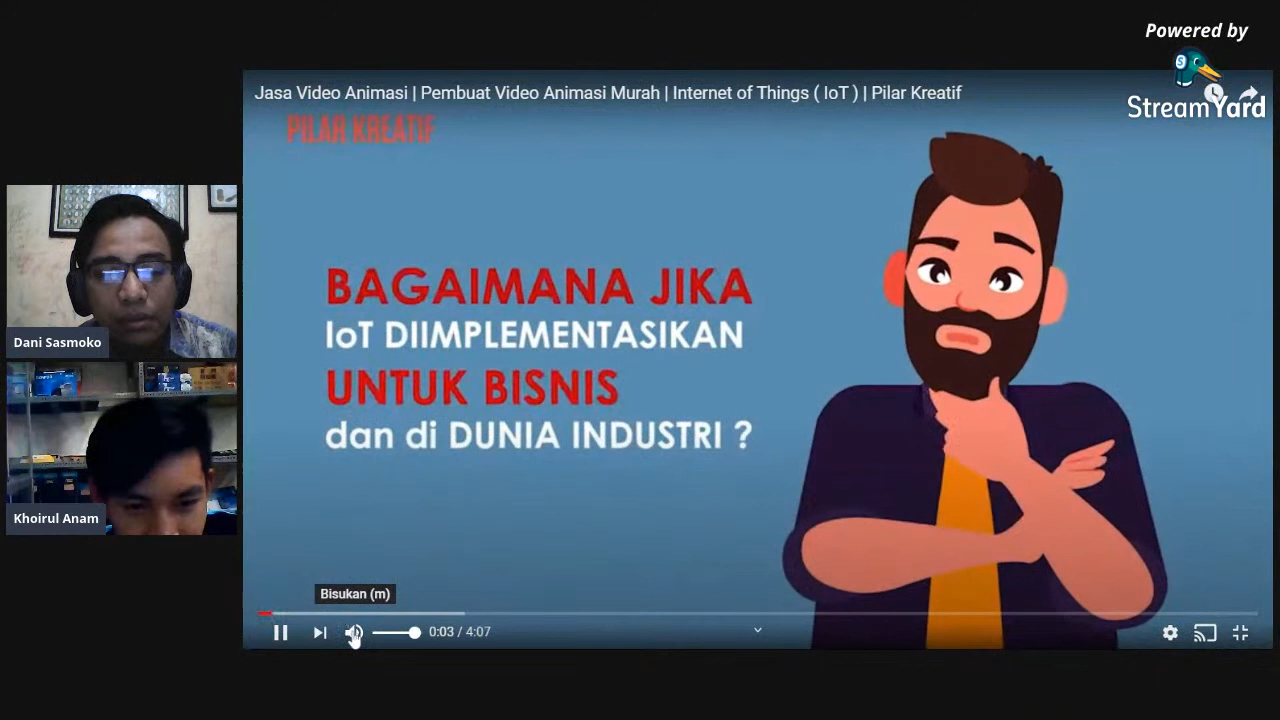 Powered by
StreamYard
Jasa Video Animasi | Pembuat Video Animasi Murah | Internet of Things ( IoT ) | Pilar Kreatif
PILAR KREATIF
BAGAIMANA JIKA
IoT DIIMPLEMENTASIKAN
UNTUK BISNIS
dan di DUNIA INDUSTRI ?
Dani Sasmoko
Khoirul Anam
Bisukan (m)
0:03 / 4:07